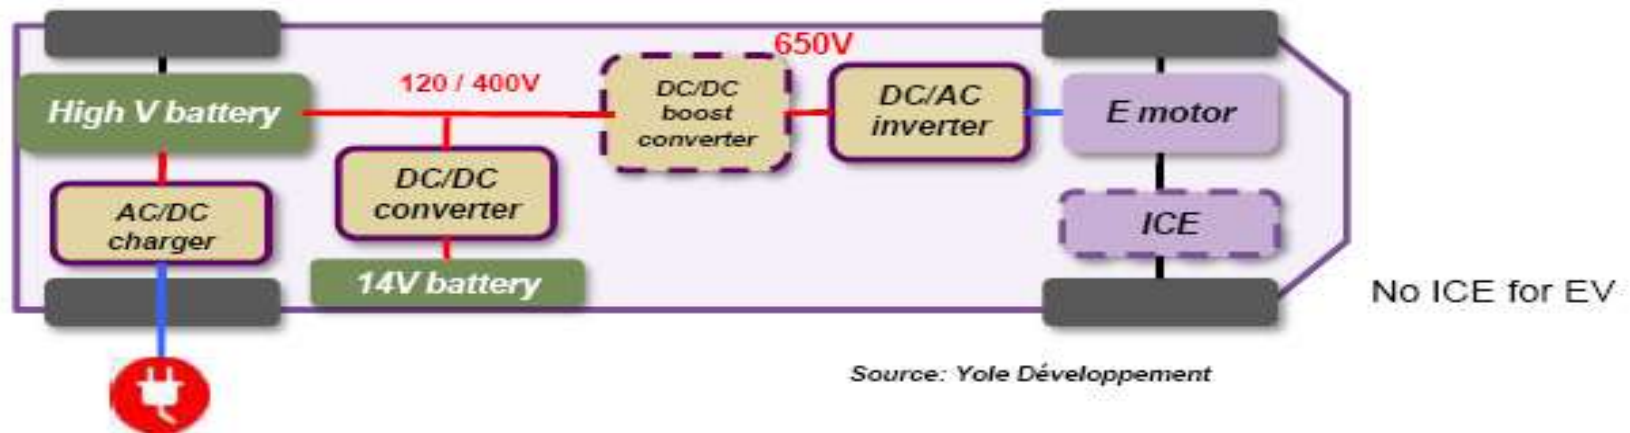 650V
120 / 400V
High V battery
DC/DC
boost
converter
DC/AC
inverter
E motor
DC/DC
converter
AC/DC
charger
ICE
14V battery
No ICE for EV
Source: Yole Développement